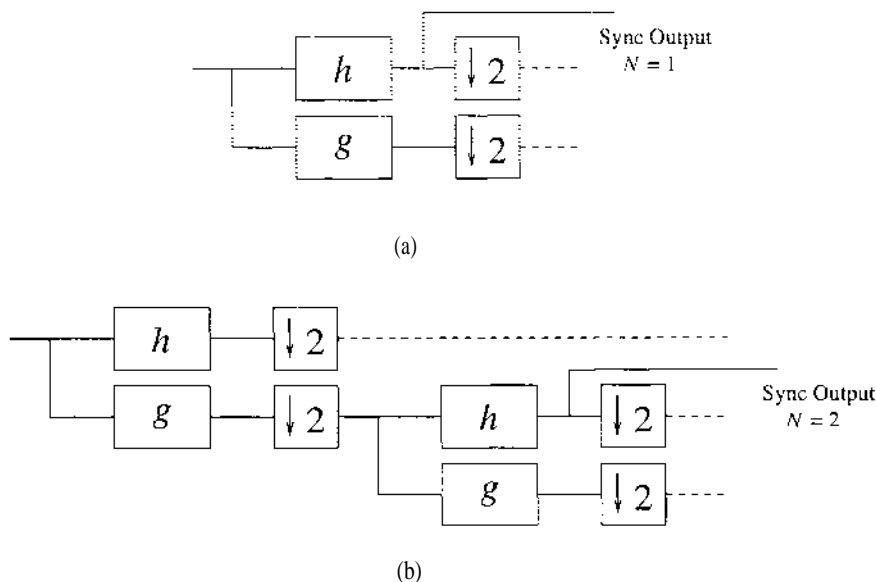 Sync Output
N = 1
h
↓ 2
g
↓ 2
(a)
h
↓ 2
Sync Output
N = 2
g
↓ 2
h
↓ 2
g
↓ 2
(b)